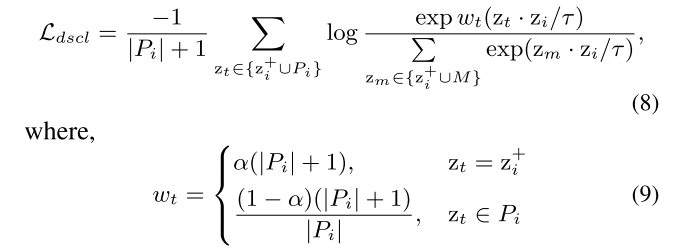 $\mathcal{L}_{dscl} = \frac{-1}{|P_i|+1} \sum_{\mathrm{z}_t \in \{\mathrm{z}_i^+ \cup P_i\}} \log \frac{\exp w_t(\mathrm{z}_t \cdot \mathrm{z}_i / \tau)}{\sum_{\mathrm{z}_m \in \{\mathrm{z}_i^+ \cup M\}} \exp(\mathrm{z}_m \cdot \mathrm{z}_i / \tau)},$
(8)
where,
$w_t = \begin{cases} \alpha(|P_i|+1), & \mathrm{z}_t = \mathrm{z}_i^+ \\ \frac{(1-\alpha)(|P_i|+1)}{|P_i|}, & \mathrm{z}_t \in P_i \end{cases}$ (9)